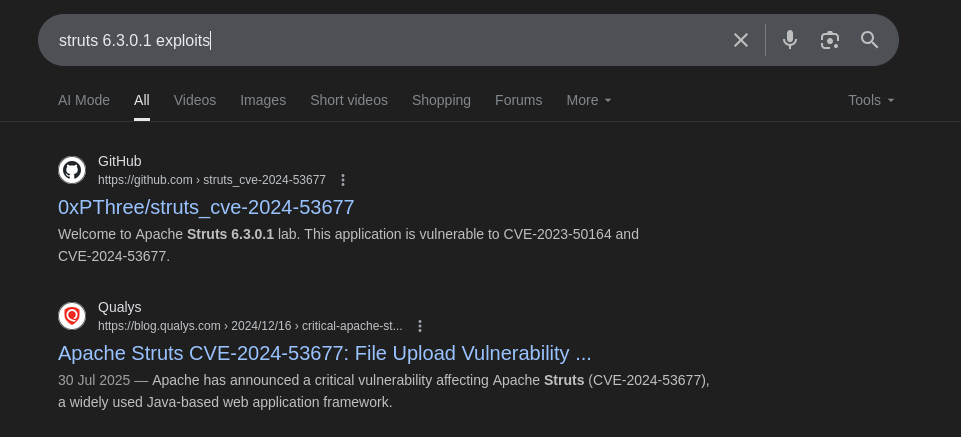 struts 6.3.0.1 exploits
AI Mode All Videos Images Short videos Shopping Forums More Tools
GitHub
https://github.com › struts_cve-2024-53677
0xPThree/struts_cve-2024-53677
Welcome to Apache Struts 6.3.0.1 lab. This application is vulnerable to CVE-2023-50164 and
CVE-2024-53677.
Qualys
https://blog.qualys.com › 2024/12/16 › critical-apache-st...
Apache Struts CVE-2024-53677: File Upload Vulnerability ...
30 Jul 2025 — Apache has announced a critical vulnerability affecting Apache Struts (CVE-2024-53677),
a widely used Java-based web application framework.